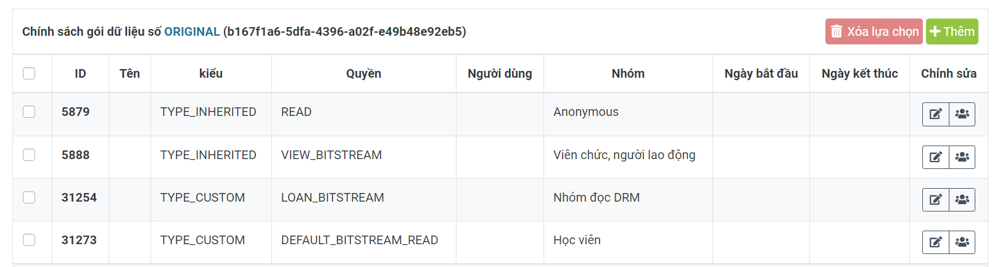 Chính sách gói dữ liệu số ORIGINAL (b167f1a6-5dfa-4396-a02f-e49b48e92eb5) Xóa lựa chọn Thêm
ID Tên kiểu Quyền Người dùng Nhóm Ngày bắt đầu Ngày kết thúc Chỉnh sửa
5879 TYPE_INHERITED READ Anonymous
5888 TYPE_INHERITED VIEW_BITSTREAM Viên chức, người lao động
31254 TYPE_CUSTOM LOAN_BITSTREAM Nhóm đọc DRM
31273 TYPE_CUSTOM DEFAULT_BITSTREAM_READ Học viên